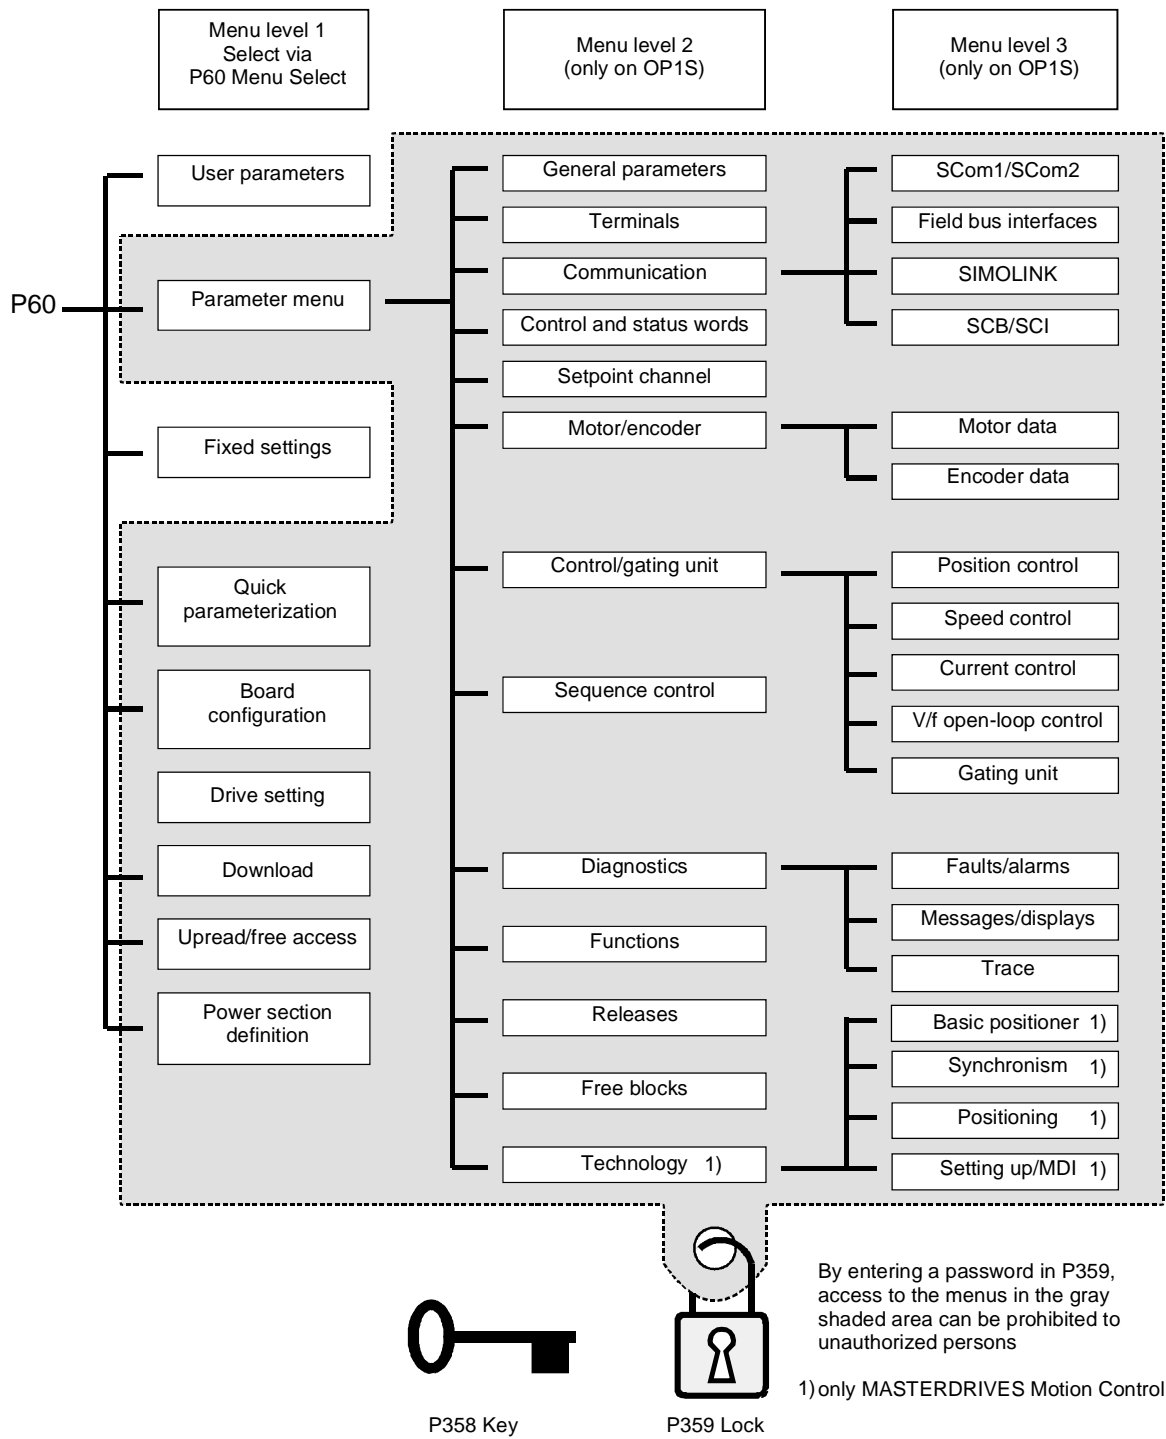 Menu level 1
Select via
P60 Menu Select
Menu level 2
(only on OP1S)
Menu level 3
(only on OP1S)
P60
User parameters
Parameter menu
Fixed settings
Quick
parameterization
Board
configuration
Drive setting
Download
Upread/free access
Power section
definition
General parameters
Terminals
Communication
Control and status words
Setpoint channel
Motor/encoder
Control/gating unit
Sequence control
Diagnostics
Functions
Releases
Free blocks
Technology 1)
SCom1/SCom2
Field bus interfaces
SIMOLINK
SCB/SCI
Motor data
Encoder data
Position control
Speed control
Current control
V/f open-loop control
Gating unit
Faults/alarms
Messages/displays
Trace
Basic positioner 1)
Synchronism 1)
Positioning 1)
Setting up/MDI 1)
By entering a password in P359,
access to the menus in the gray
shaded area can be prohibited to
unauthorized persons
1) only MASTERDRIVES Motion Control
P358 Key
P359 Lock